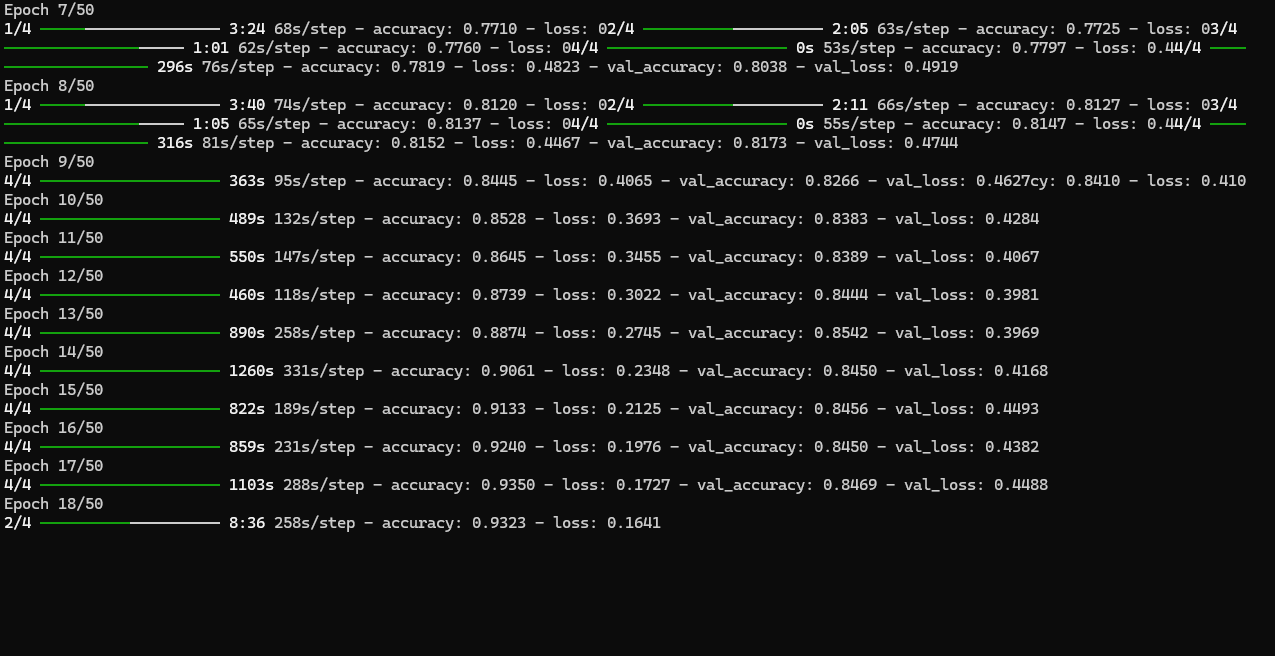 Epoch 7/50
1/4 3:24 68s/step - accuracy: 0.7710 - loss: 02/4 2:05 63s/step - accuracy: 0.7725 - loss: 03/4
1:01 62s/step - accuracy: 0.7760 - loss: 04/4 0s 53s/step - accuracy: 0.7797 - loss: 0.44/4
296s 76s/step - accuracy: 0.7819 - loss: 0.4823 - val_accuracy: 0.8038 - val_loss: 0.4919
Epoch 8/50
1/4 3:40 74s/step - accuracy: 0.8120 - loss: 02/4 2:11 66s/step - accuracy: 0.8127 - loss: 03/4
1:05 65s/step - accuracy: 0.8137 - loss: 04/4 0s 55s/step - accuracy: 0.8147 - loss: 0.44/4
316s 81s/step - accuracy: 0.8152 - loss: 0.4467 - val_accuracy: 0.8173 - val_loss: 0.4744
Epoch 9/50
4/4 363s 95s/step - accuracy: 0.8445 - loss: 0.4065 - val_accuracy: 0.8266 - val_loss: 0.4627cy: 0.8410 - loss: 0.410
Epoch 10/50
4/4 489s 132s/step - accuracy: 0.8528 - loss: 0.3693 - val_accuracy: 0.8383 - val_loss: 0.4284
Epoch 11/50
4/4 550s 147s/step - accuracy: 0.8645 - loss: 0.3455 - val_accuracy: 0.8389 - val_loss: 0.4067
Epoch 12/50
4/4 460s 118s/step - accuracy: 0.8739 - loss: 0.3022 - val_accuracy: 0.8444 - val_loss: 0.3981
Epoch 13/50
4/4 890s 258s/step - accuracy: 0.8874 - loss: 0.2745 - val_accuracy: 0.8542 - val_loss: 0.3969
Epoch 14/50
4/4 1260s 331s/step - accuracy: 0.9061 - loss: 0.2348 - val_accuracy: 0.8450 - val_loss: 0.4168
Epoch 15/50
4/4 822s 189s/step - accuracy: 0.9133 - loss: 0.2125 - val_accuracy: 0.8456 - val_loss: 0.4493
Epoch 16/50
4/4 859s 231s/step - accuracy: 0.9240 - loss: 0.1976 - val_accuracy: 0.8450 - val_loss: 0.4382
Epoch 17/50
4/4 1103s 288s/step - accuracy: 0.9350 - loss: 0.1727 - val_accuracy: 0.8469 - val_loss: 0.4488
Epoch 18/50
2/4 8:36 258s/step - accuracy: 0.9323 - loss: 0.1641